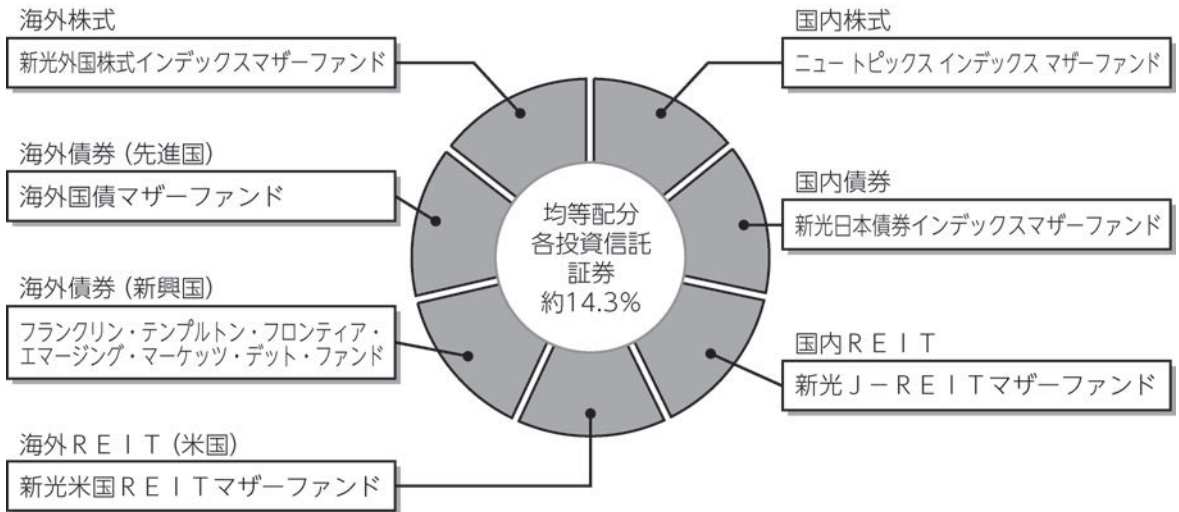 海外株式
新光外国株式インデックスマザーファンド
海外債券 (先進国)
海外国債マザーファンド
海外債券 (新興国)
フランクリン・テンプルトン・フロンティア・
エマージング・マーケッツ・デット・ファンド
海外ＲＥＩＴ (米国)
新光米国ＲＥＩＴマザーファンド
均等配分
各投資信託
証券
約14.3%
国内株式
ニュー トピックス インデックス マザーファンド
国内債券
新光日本債券インデックスマザーファンド
国内ＲＥＩＴ
新光Ｊ－ＲＥＩＴマザーファンド